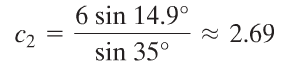 c₂ = 6 sin 14.9° / sin 35° ≈ 2.69